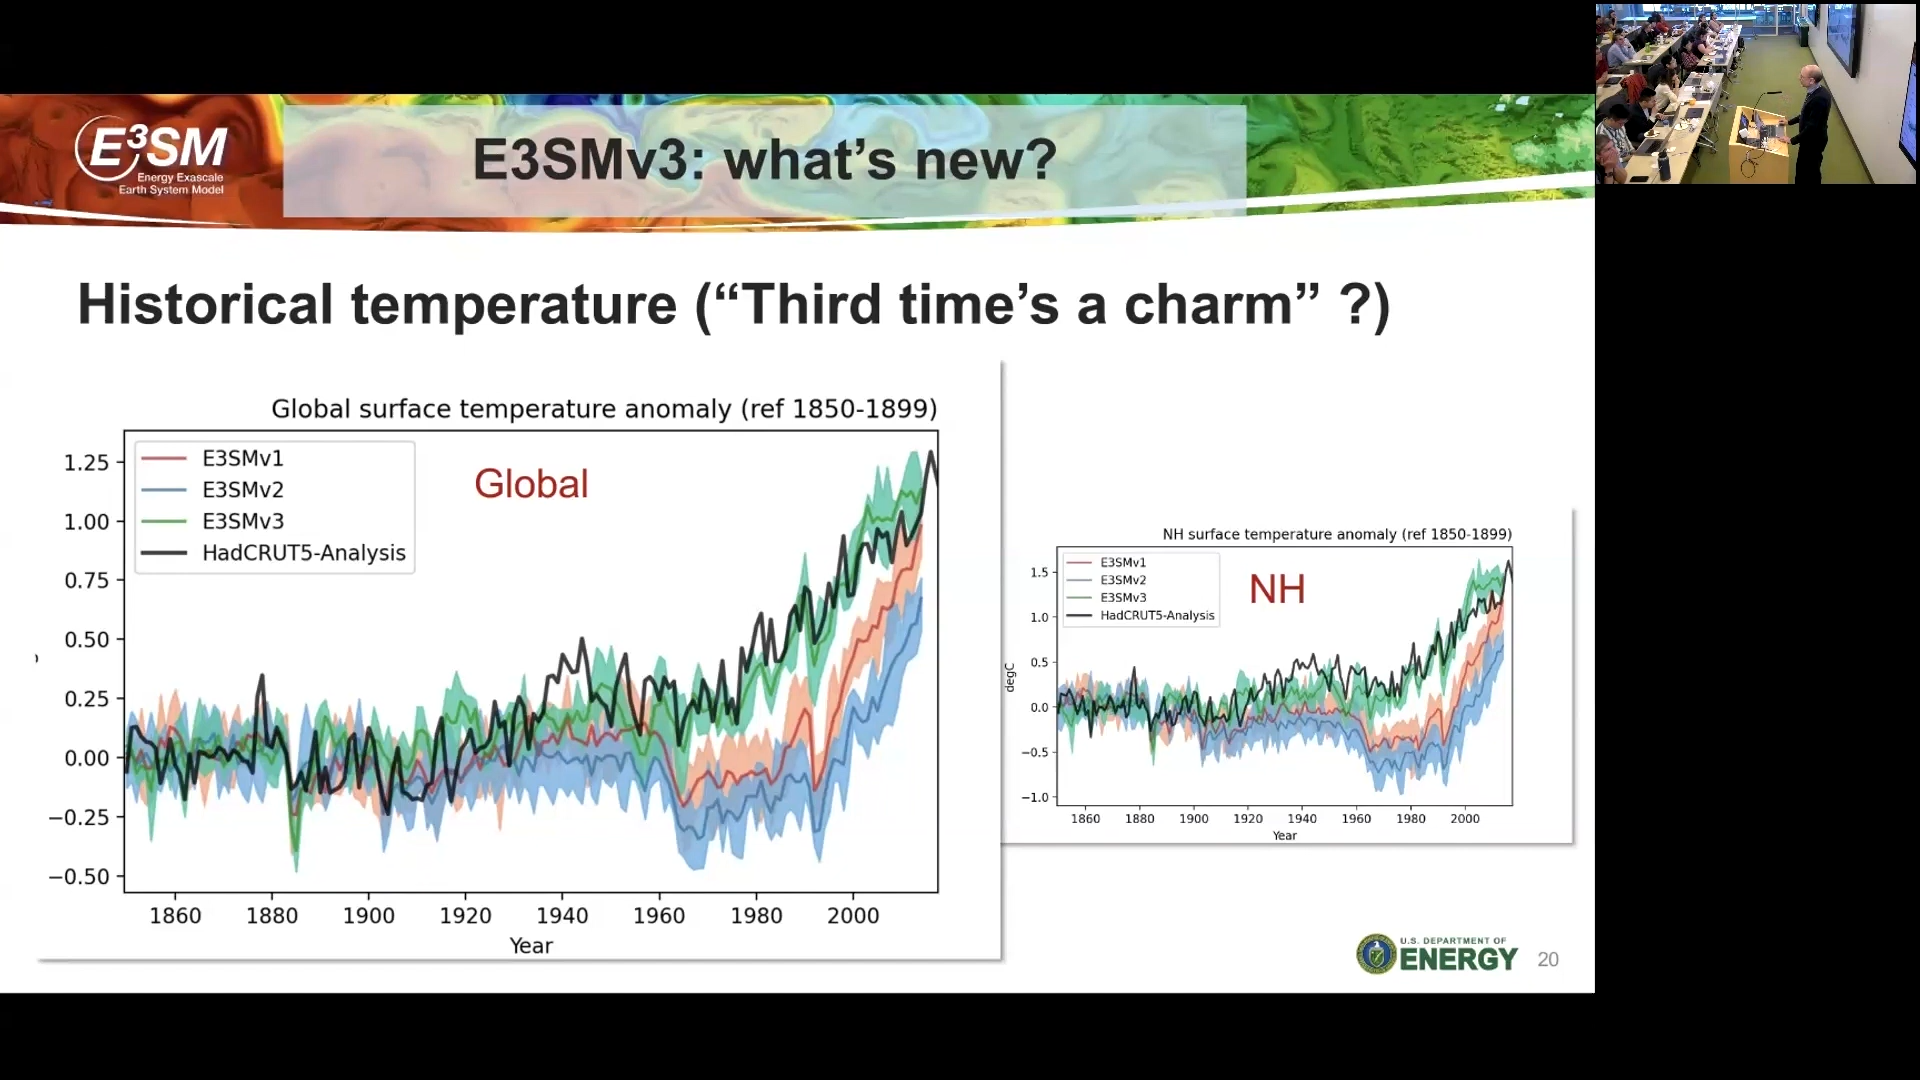 E3SM
Energy Exascale
Earth System Model
E3SMv3: what’s new?
Historical temperature (“Third time’s a charm” ?)
Global surface temperature anomaly (ref 1850-1899)
E3SMv1
E3SMv2
E3SMv3
HadCRUT5-Analysis
Global
1.25
1.00
0.75
0.50
0.25
0.00
−0.25
−0.50
1860 1880 1900 1920 1940 1960 1980 2000
Year
NH surface temperature anomaly (ref 1850-1899)
E3SMv1
E3SMv2
E3SMv3
HadCRUT5-Analysis
NH
degC
1.5
1.0
0.5
0.0
−0.5
−1.0
1860 1880 1900 1920 1940 1960 1980 2000
Year
U.S. DEPARTMENT OF
ENERGY
20